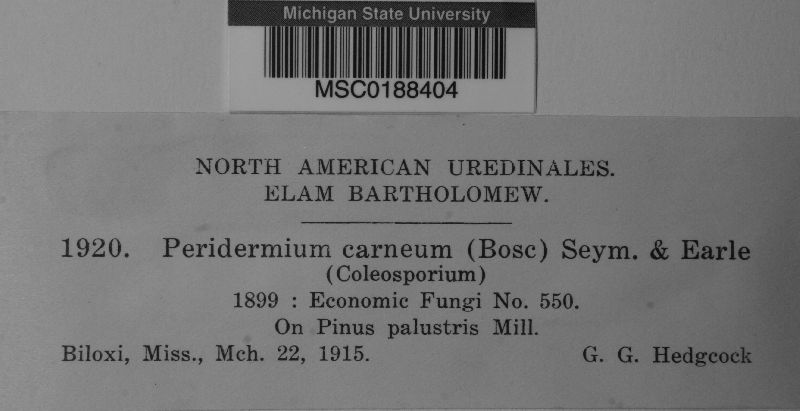 Michigan State University
MSC0188404
NORTH AMERICAN UREDINALES.
ELAM BARTHOLOMEW.
1920. Peridermium carneum (Bosc) Seym. & Earle
(Coleosporium)
1899 : Economic Fungi No. 550.
On Pinus palustris Mill.
Biloxi, Miss., Mch. 22, 1915. G. G. Hedgcock